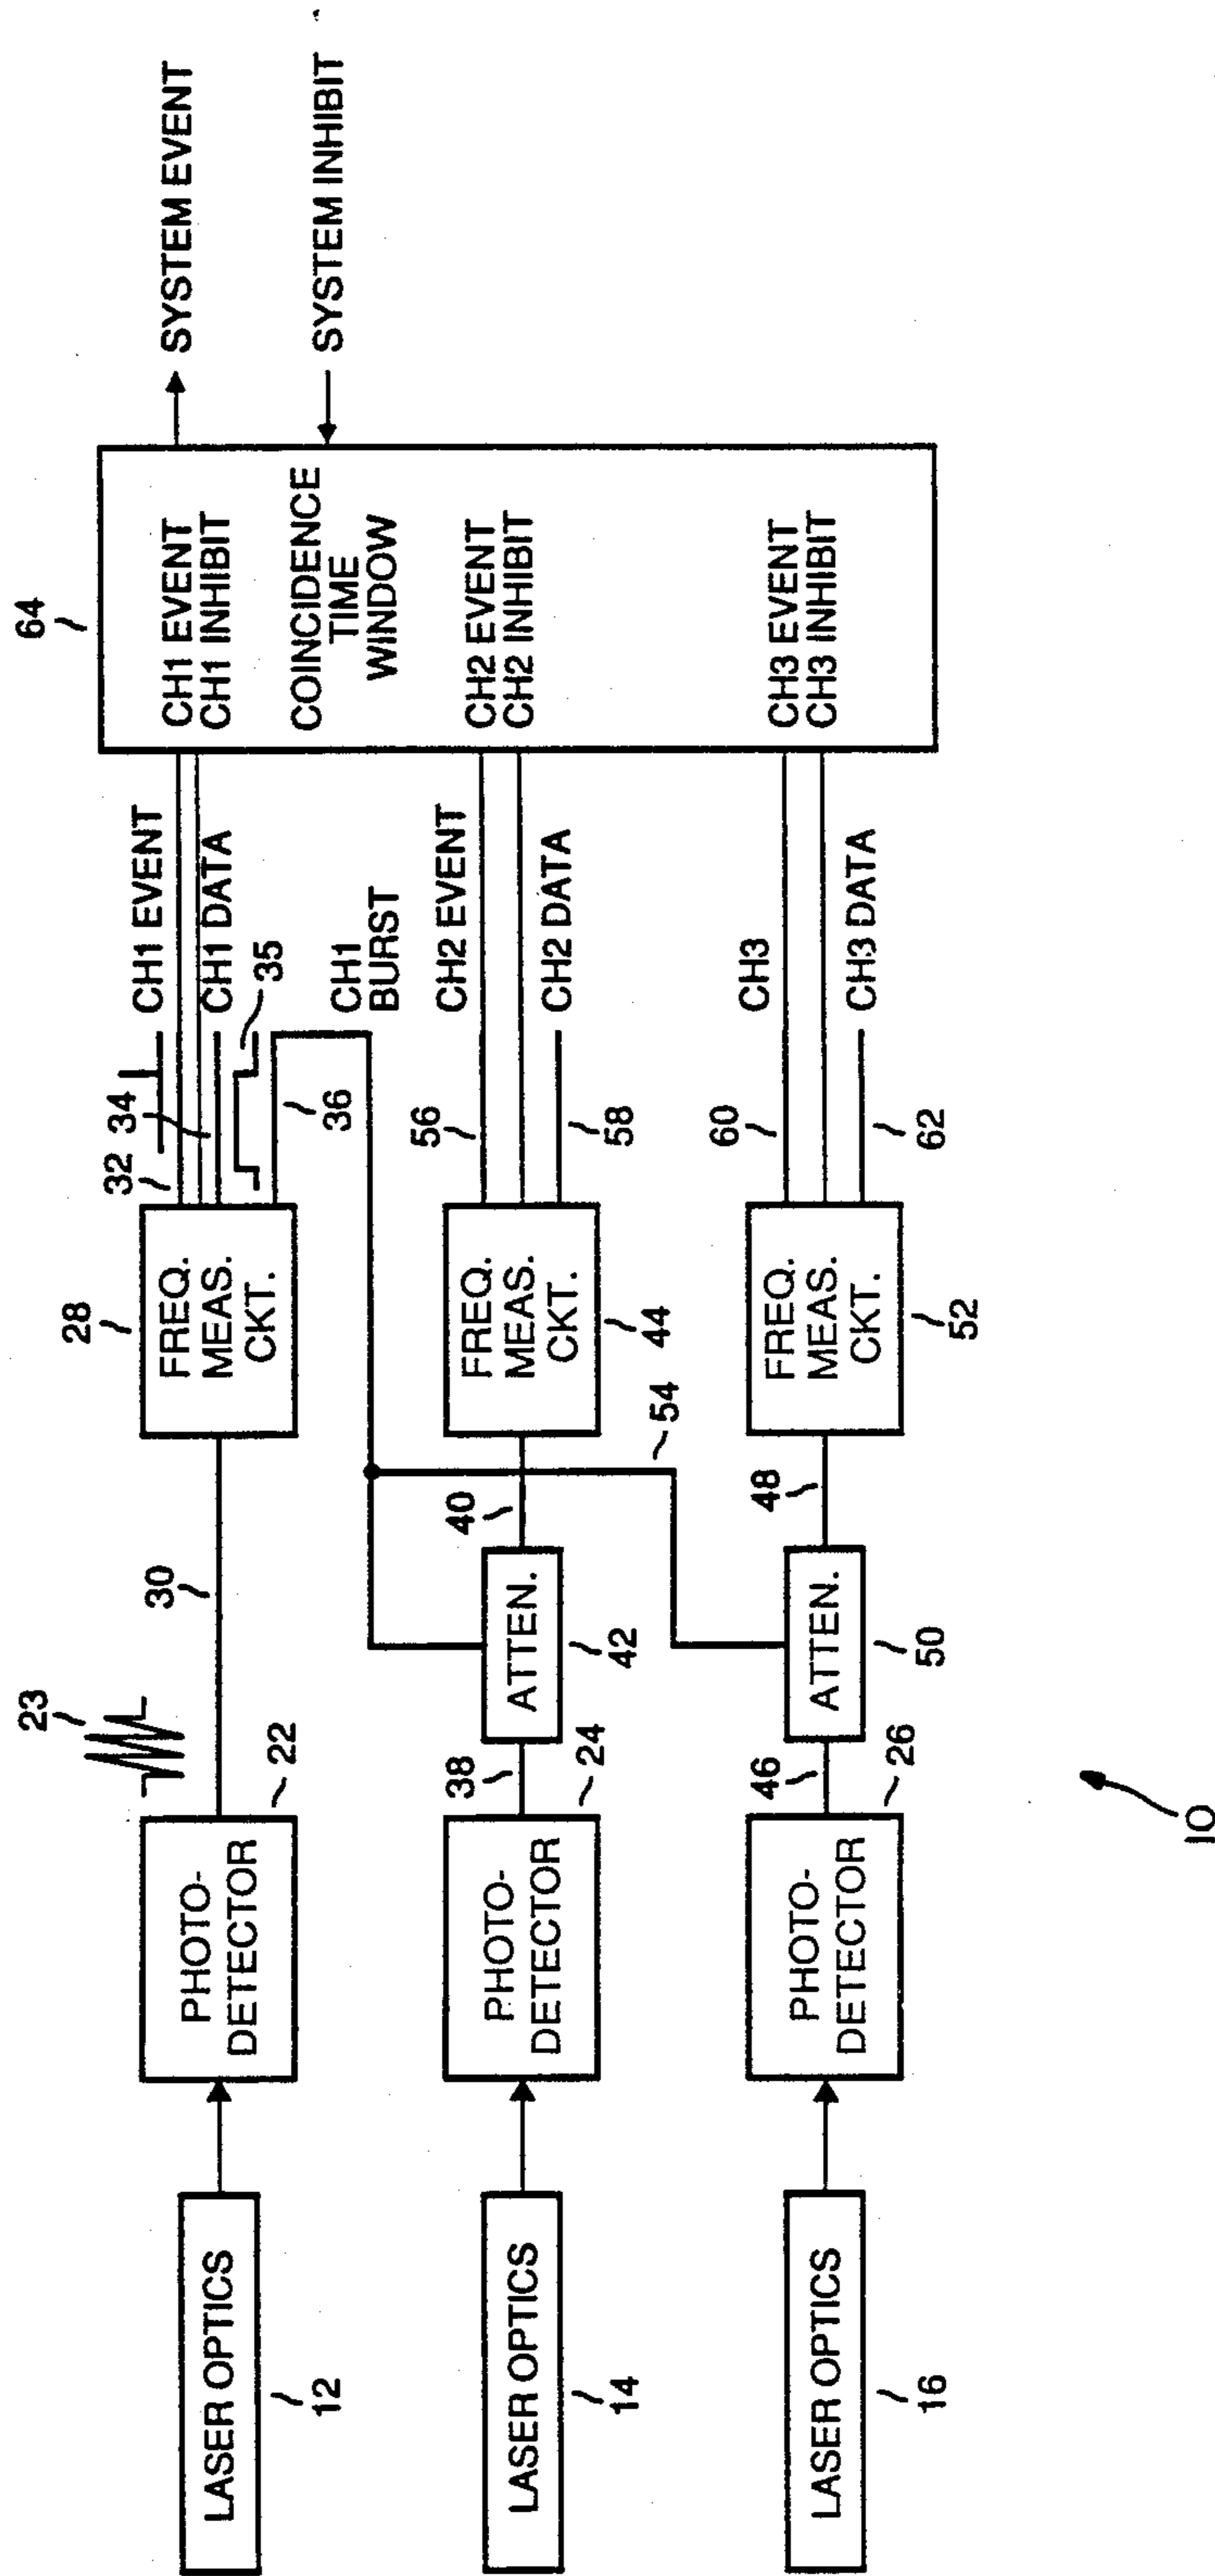 LASER OPTICS
12
PHOTO-
DETECTOR
22
23
30
FREQ.
MEAS.
CKT.
28
32
34
CH1 EVENT
CH1 DATA
35
36
CH1
BURST
LASER OPTICS
14
PHOTO-
DETECTOR
24
38
ATTEN.
42
40
FREQ.
MEAS.
CKT.
44
54
56
CH2 EVENT
58
CH2 DATA
LASER OPTICS
16
PHOTO-
DETECTOR
26
46
ATTEN.
50
48
FREQ.
MEAS.
CKT.
52
60
CH3
62
CH3 DATA
64
CH1 EVENT
CH1 INHIBIT
COINCIDENCE
TIME
WINDOW
CH2 EVENT
CH2 INHIBIT
CH3 EVENT
CH3 INHIBIT
SYSTEM EVENT
SYSTEM INHIBIT
10